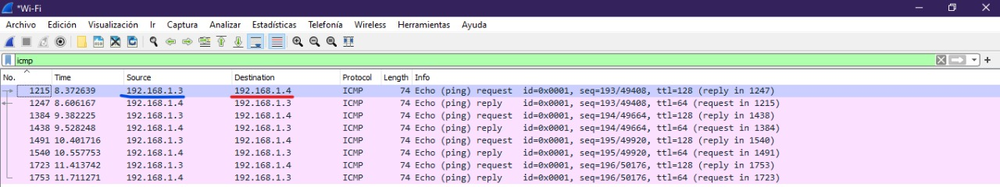 *Wi-Fi
Archivo Edición Visualización Ir Captura Analizar Estadísticas Telefonía Wireless Herramientas Ayuda
icmp
No. Time Source Destination Protocol Length Info
1215 8.372639 192.168.1.3 192.168.1.4 ICMP 74 Echo (ping) request id=0x0001, seq=193/49408, ttl=128 (reply in 1247)
1247 8.606167 192.168.1.4 192.168.1.3 ICMP 74 Echo (ping) reply id=0x0001, seq=193/49408, ttl=64 (request in 1215)
1384 9.382225 192.168.1.3 192.168.1.4 ICMP 74 Echo (ping) request id=0x0001, seq=194/49664, ttl=128 (reply in 1438)
1438 9.528248 192.168.1.4 192.168.1.3 ICMP 74 Echo (ping) reply id=0x0001, seq=194/49664, ttl=64 (request in 1384)
1491 10.401716 192.168.1.3 192.168.1.4 ICMP 74 Echo (ping) request id=0x0001, seq=195/49920, ttl=128 (reply in 1540)
1540 10.557753 192.168.1.4 192.168.1.3 ICMP 74 Echo (ping) reply id=0x0001, seq=195/49920, ttl=64 (request in 1491)
1723 11.413742 192.168.1.3 192.168.1.4 ICMP 74 Echo (ping) request id=0x0001, seq=196/50176, ttl=128 (reply in 1753)
1753 11.711271 192.168.1.4 192.168.1.3 ICMP 74 Echo (ping) reply id=0x0001, seq=196/50176, ttl=64 (request in 1723)